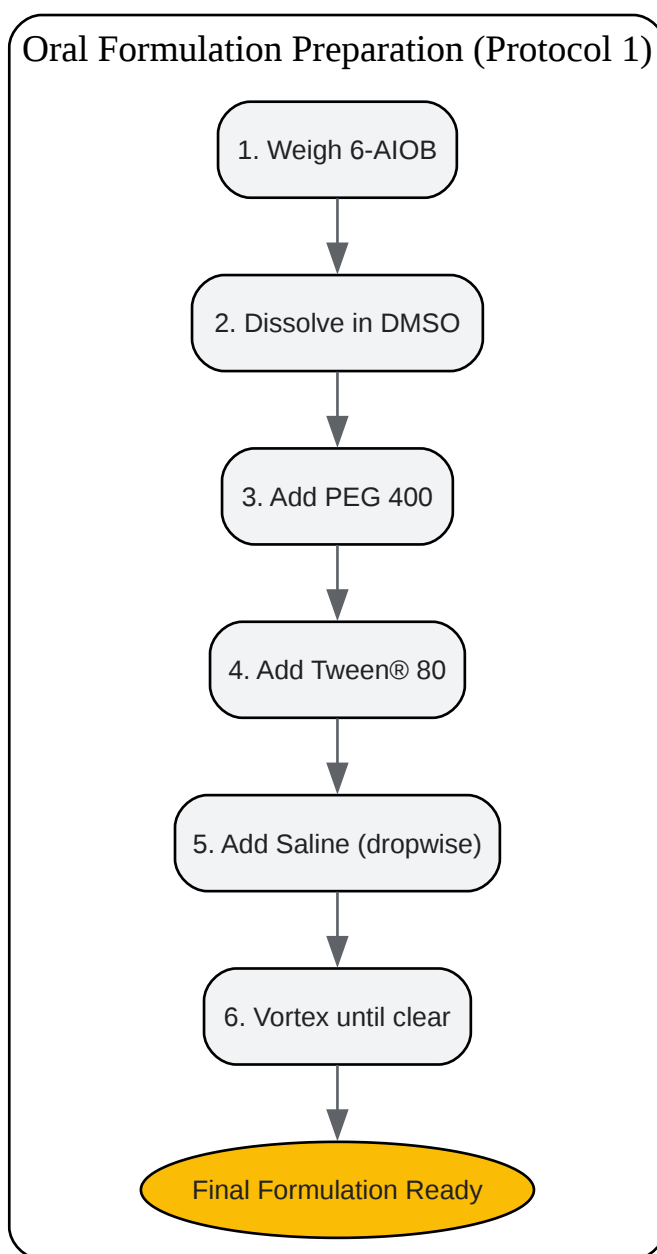 Oral Formulation Preparation (Protocol 1)
1. Weigh 6-AIOB
2. Dissolve in DMSO
3. Add PEG 400
4. Add Tween® 80
5. Add Saline (dropwise)
6. Vortex until clear
Final Formulation Ready